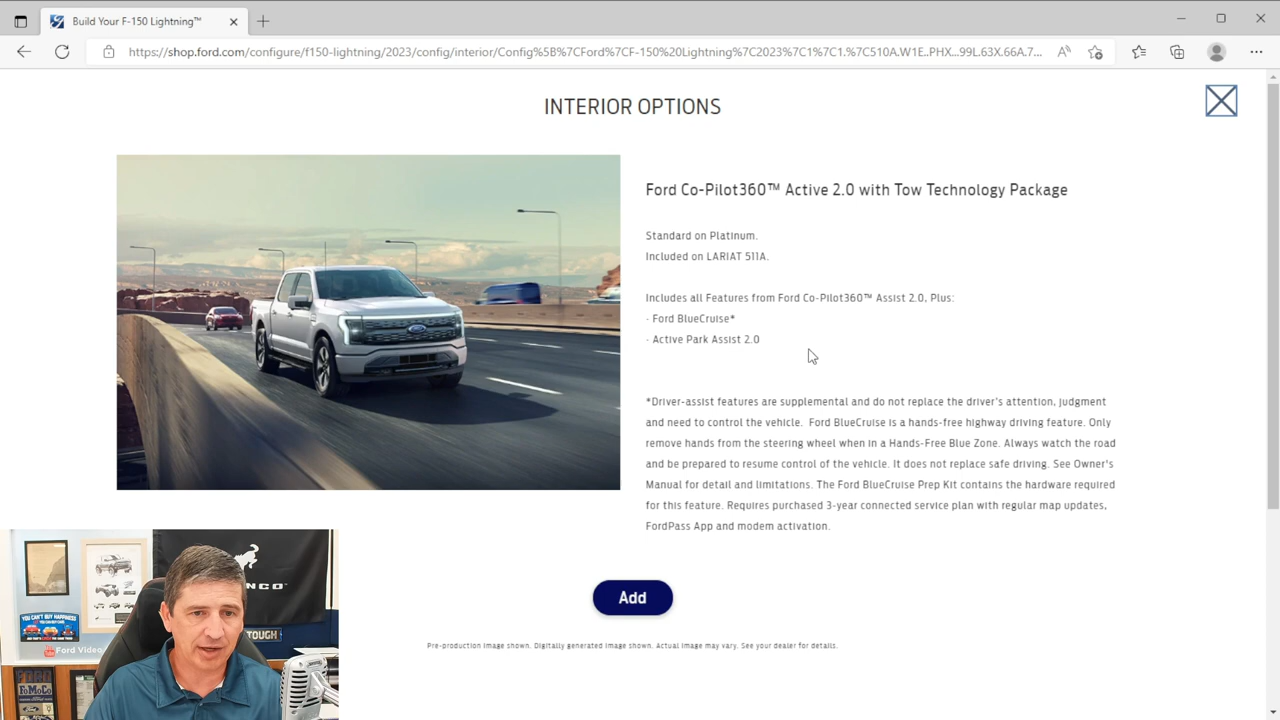 Build Your F-150 Lightning™
https://shop.ford.com/configure/f150-lightning/2023/config/interior/Config%5B%7CFord%7CF-150%20Lightning%7C2023%7C1%7C1.%7C510A.W1E..PHX...99L.63X.66A.7...
INTERIOR OPTIONS
Ford Co-Pilot360™ Active 2.0 with Tow Technology Package
Standard on Platinum.
Included on LARIAT 511A.
Includes all Features from Ford Co-Pilot360™ Assist 2.0, Plus:
· Ford BlueCruise*
· Active Park Assist 2.0
*Driver-assist features are supplemental and do not replace the driver's attention, judgment
and need to control the vehicle. Ford BlueCruise is a hands-free highway driving feature. Only
remove hands from the steering wheel when in a Hands-Free Blue Zone. Always watch the road
and be prepared to resume control of the vehicle. It does not replace safe driving. See Owner's
Manual for detail and limitations. The Ford BlueCruise Prep Kit contains the hardware required
for this feature. Requires purchased 3-year connected service plan with regular map updates,
FordPass App and modem activation.
Add
Pre-production image shown. Digitally generated image shown. Actual image may vary. See your dealer for details.
NCO
YOU CAN'T BUY HAPPINESS
TOUGH
Ford Video
FoMoCo